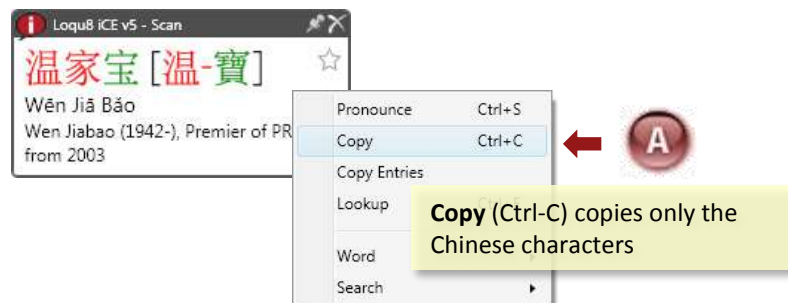 Loqu8 iCE v5 - Scan
温家宝 [温-寶]
Wēn Jiā Bǎo
Wen Jiabao (1942-), Premier of PR
from 2003
Pronounce Ctrl+S
Copy Ctrl+C
Copy Entries
Lookup
Word
Search
A
Copy (Ctrl-C) copies only the
Chinese characters